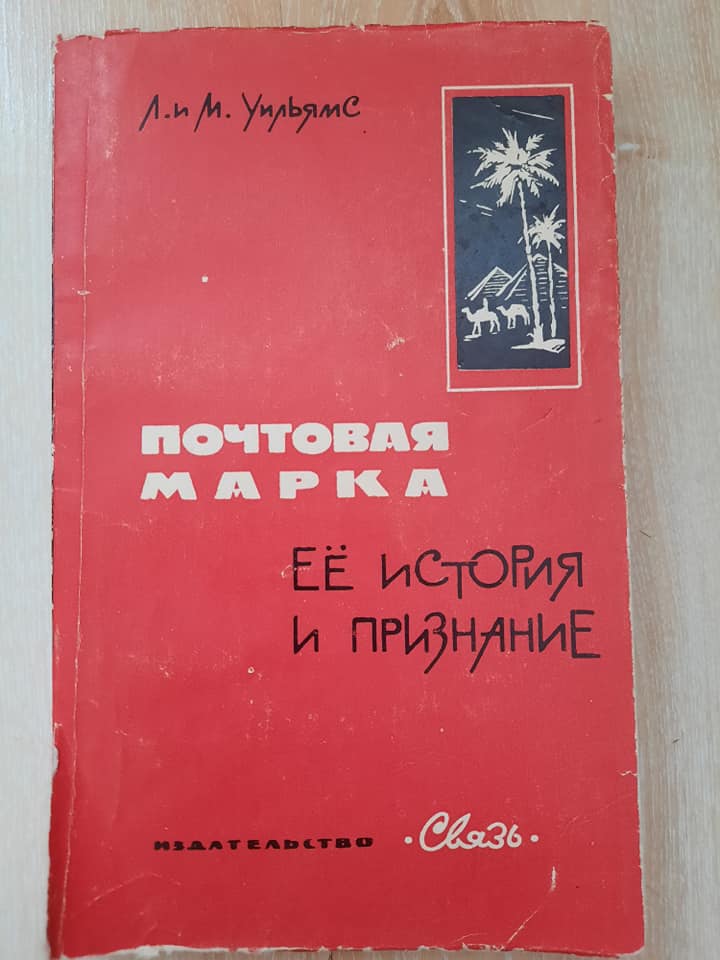 Л. и М. Уильямс
ПОЧТОВАЯ
МАРКА
ЕЁ ИСТОРИЯ
И ПРИЗНАНИЕ
ИЗДАТЕЛЬСТВО · Связь ·